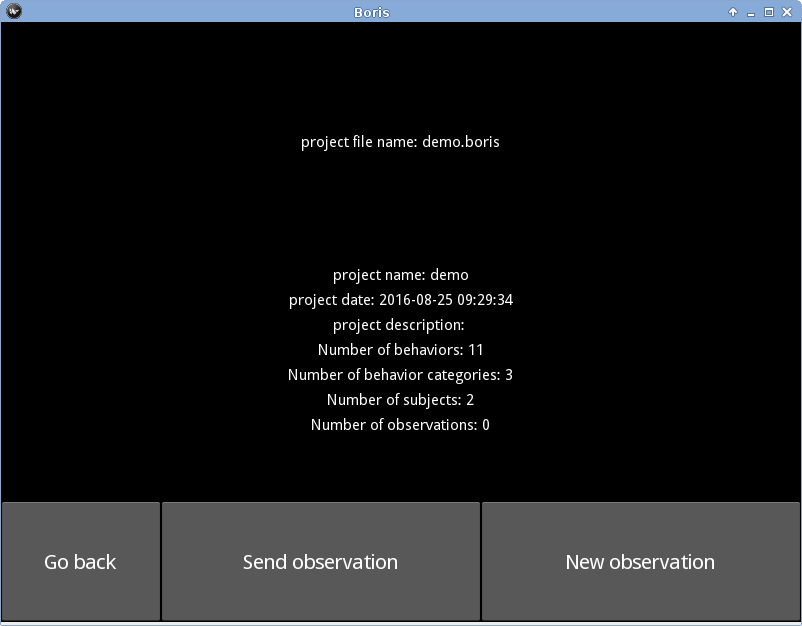 Boris
project file name: demo.boris
project name: demo
project date: 2016-08-25 09:29:34
project description:
Number of behaviors: 11
Number of behavior categories: 3
Number of subjects: 2
Number of observations: 0
Go back
Send observation
New observation